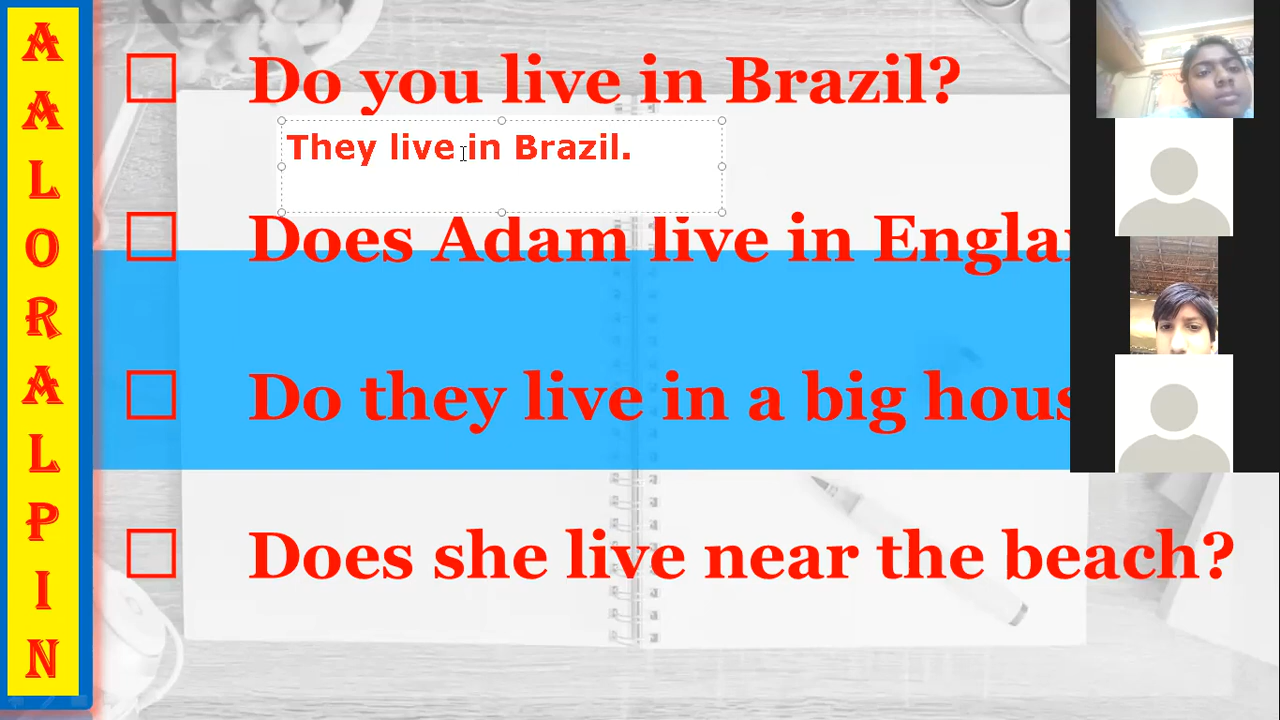 AALORALPIN
Do you live in Brazil?
They live in Brazil.
Does Adam live in Engla
Do they live in a big hous
Does she live near the beach?